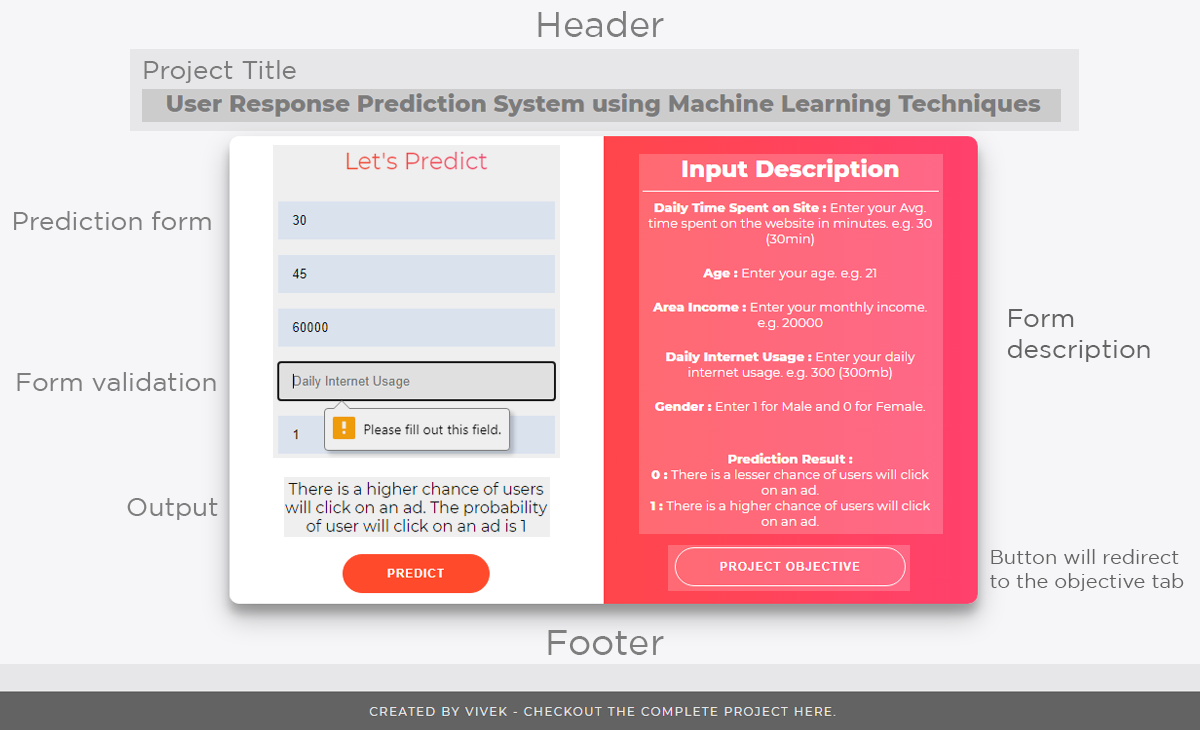 Header
Project Title
User Response Prediction System using Machine Learning Techniques
Let's Predict
Prediction form
30
45
60000
Form validation
Daily Internet Usage
1
Please fill out this field.
Output
There is a higher chance of users
will click on an ad. The probability
of user will click on an ad is 1
PREDICT
Input Description
Daily Time Spent on Site : Enter your Avg.
time spent on the website in minutes. e.g. 30
(30min)
Age : Enter your age. e.g. 21
Area Income : Enter your monthly income.
e.g. 20000
Daily Internet Usage : Enter your daily
internet usage. e.g. 300 (300mb)
Gender : Enter 1 for Male and 0 for Female.
Prediction Result :
0 : There is a lesser chance of users will click
on an ad.
1 : There is a higher chance of users will click
on an ad.
PROJECT OBJECTIVE
Form
description
Button will redirect
to the objective tab
Footer
CREATED BY VIVEK - CHECKOUT THE COMPLETE PROJECT HERE.